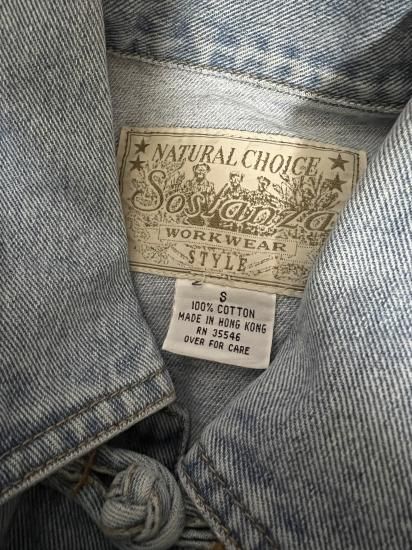 NATURAL CHOICE
Sostanza
WORKWEAR
STYLE
S
100% COTTON
MADE IN HONG KONG
RN 35546
OVER FOR CARE